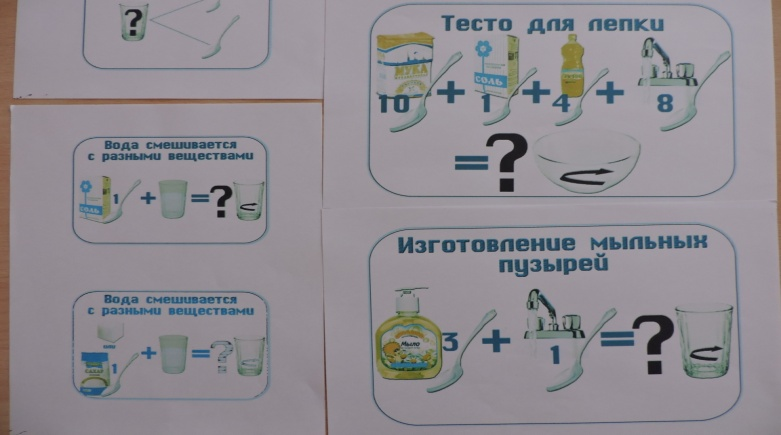 ?
Тесто для лепки
МУКА
СОЛЬ
10 + 1 + 4 + 8
= ?
Вода смешивается
с разными веществами
СОЛЬ
1 + = ?
Вода смешивается
с разными веществами
или
САХАР
1 + = ?
Изготовление мыльных
пузырей
Мыло
3 + 1 = ?